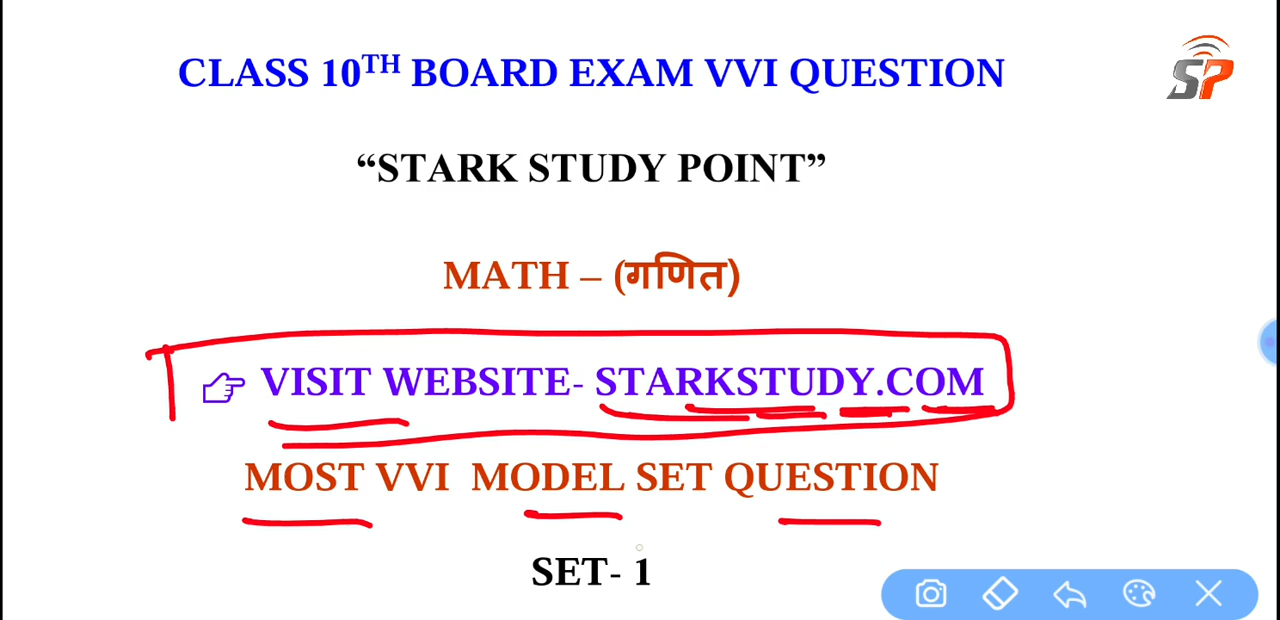 CLASS 10TH BOARD EXAM VVI QUESTION
SP
“STARK STUDY POINT”
MATH – (गणित)
👉 VISIT WEBSITE- STARKSTUDY.COM
MOST VVI MODEL SET QUESTION
SET- 1